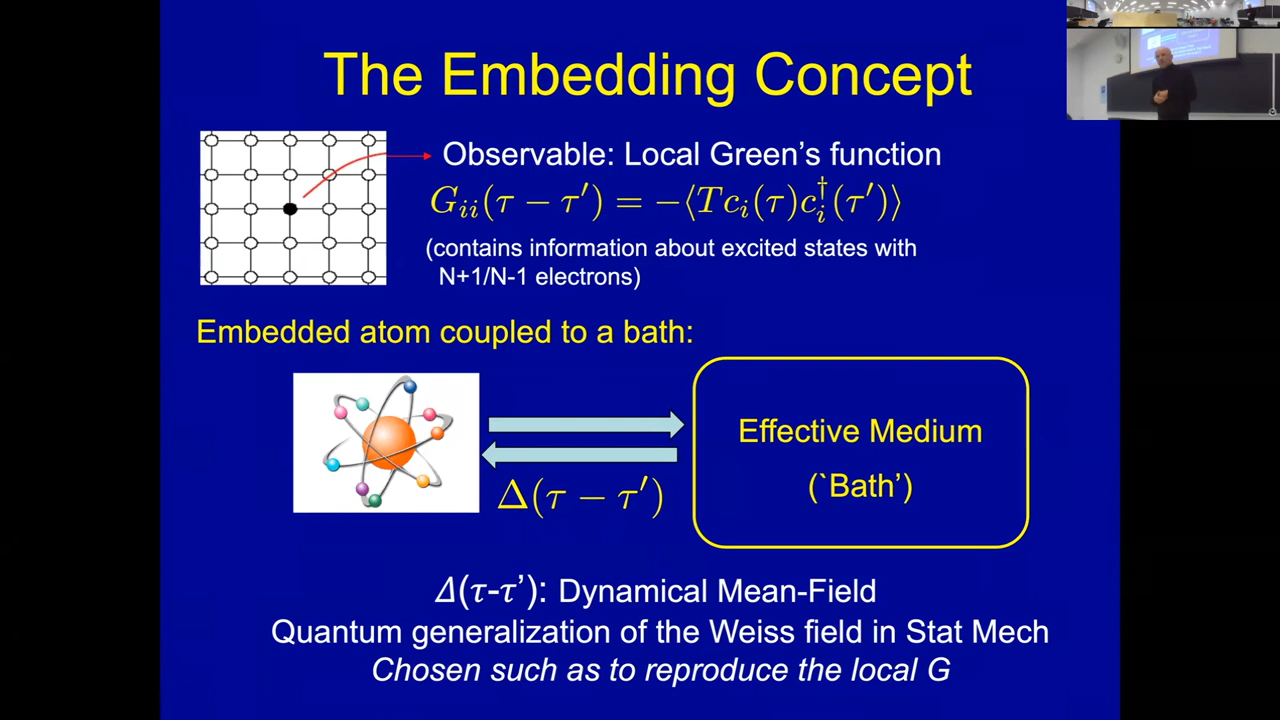 The Embedding Concept
Observable: Local Green's function
G_{ii}(τ − τ′) = −⟨Tc_i(τ)c_i^†(τ′)⟩
(contains information about excited states with
N+1/N-1 electrons)
Embedded atom coupled to a bath:
Effective Medium
(`Bath')
Δ(τ − τ′)
Δ(τ-τ’): Dynamical Mean-Field
Quantum generalization of the Weiss field in Stat Mech
Chosen such as to reproduce the local G